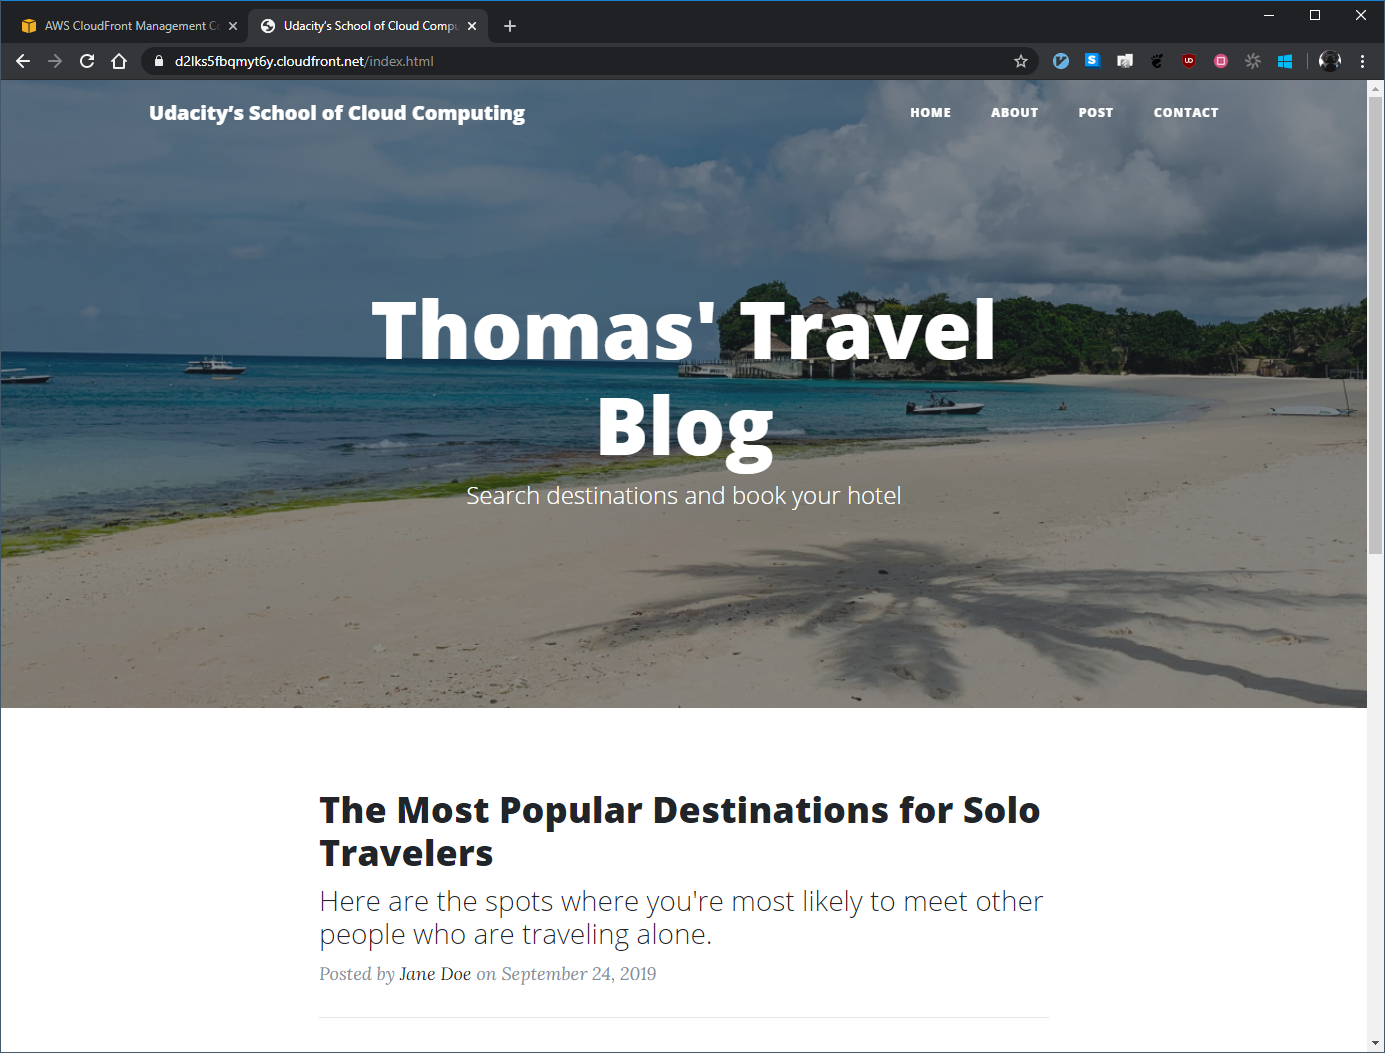 AWS CloudFront Management Co
Udacity's School of Cloud Compu
d2lks5fbqmyt6y.cloudfront.net/index.html
Udacity’s School of Cloud Computing
HOME
ABOUT
POST
CONTACT
Thomas' Travel
Blog
Search destinations and book your hotel
The Most Popular Destinations for Solo
Travelers
Here are the spots where you're most likely to meet other
people who are traveling alone.
Posted by Jane Doe on September 24, 2019